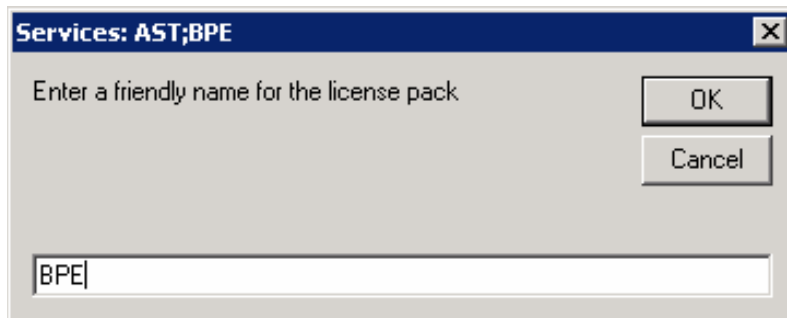 Services: AST;BPE
Enter a friendly name for the license pack
OK
Cancel
BPE